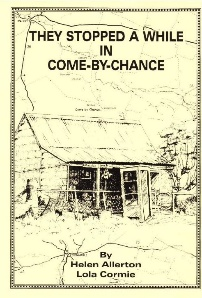 THEY STOPPED A WHILE
IN
COME-BY-CHANCE
By
Helen Allerton
Lola Cormie